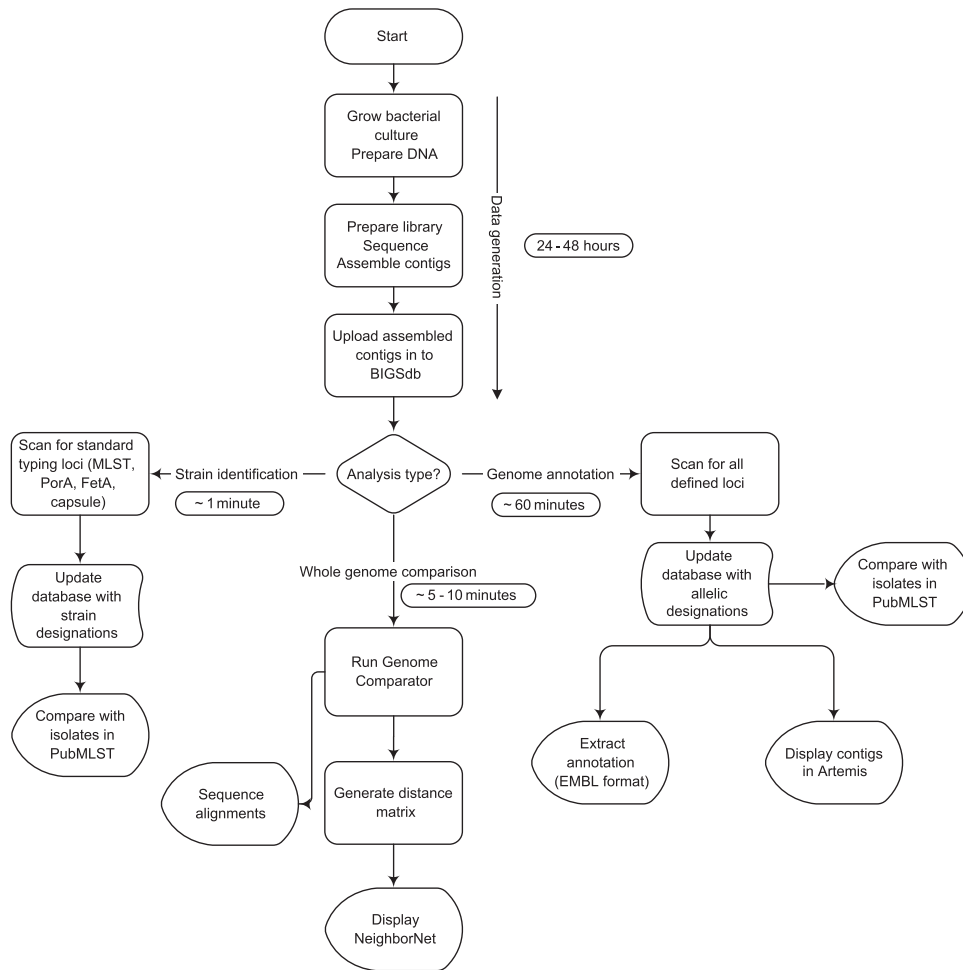 Start
Grow bacterial
culture
Prepare DNA
Prepare library
Sequence
Assemble contigs
Data generation
24 - 48 hours
Upload assembled
contigs in to
BIGSdb
Analysis type?
Strain identification
~ 1 minute
Scan for standard
typing loci (MLST,
PorA, FetA,
capsule)
Update
database with
strain
designations
Compare with
isolates in
PubMLST
Whole genome comparison
~ 5 - 10 minutes
Run Genome
Comparator
Sequence
alignments
Generate distance
matrix
Display
NeighborNet
Genome annotation
~ 60 minutes
Scan for all
defined loci
Update
database with
allelic
designations
Compare with
isolates in
PubMLST
Extract
annotation
(EMBL format)
Display contigs
in Artemis